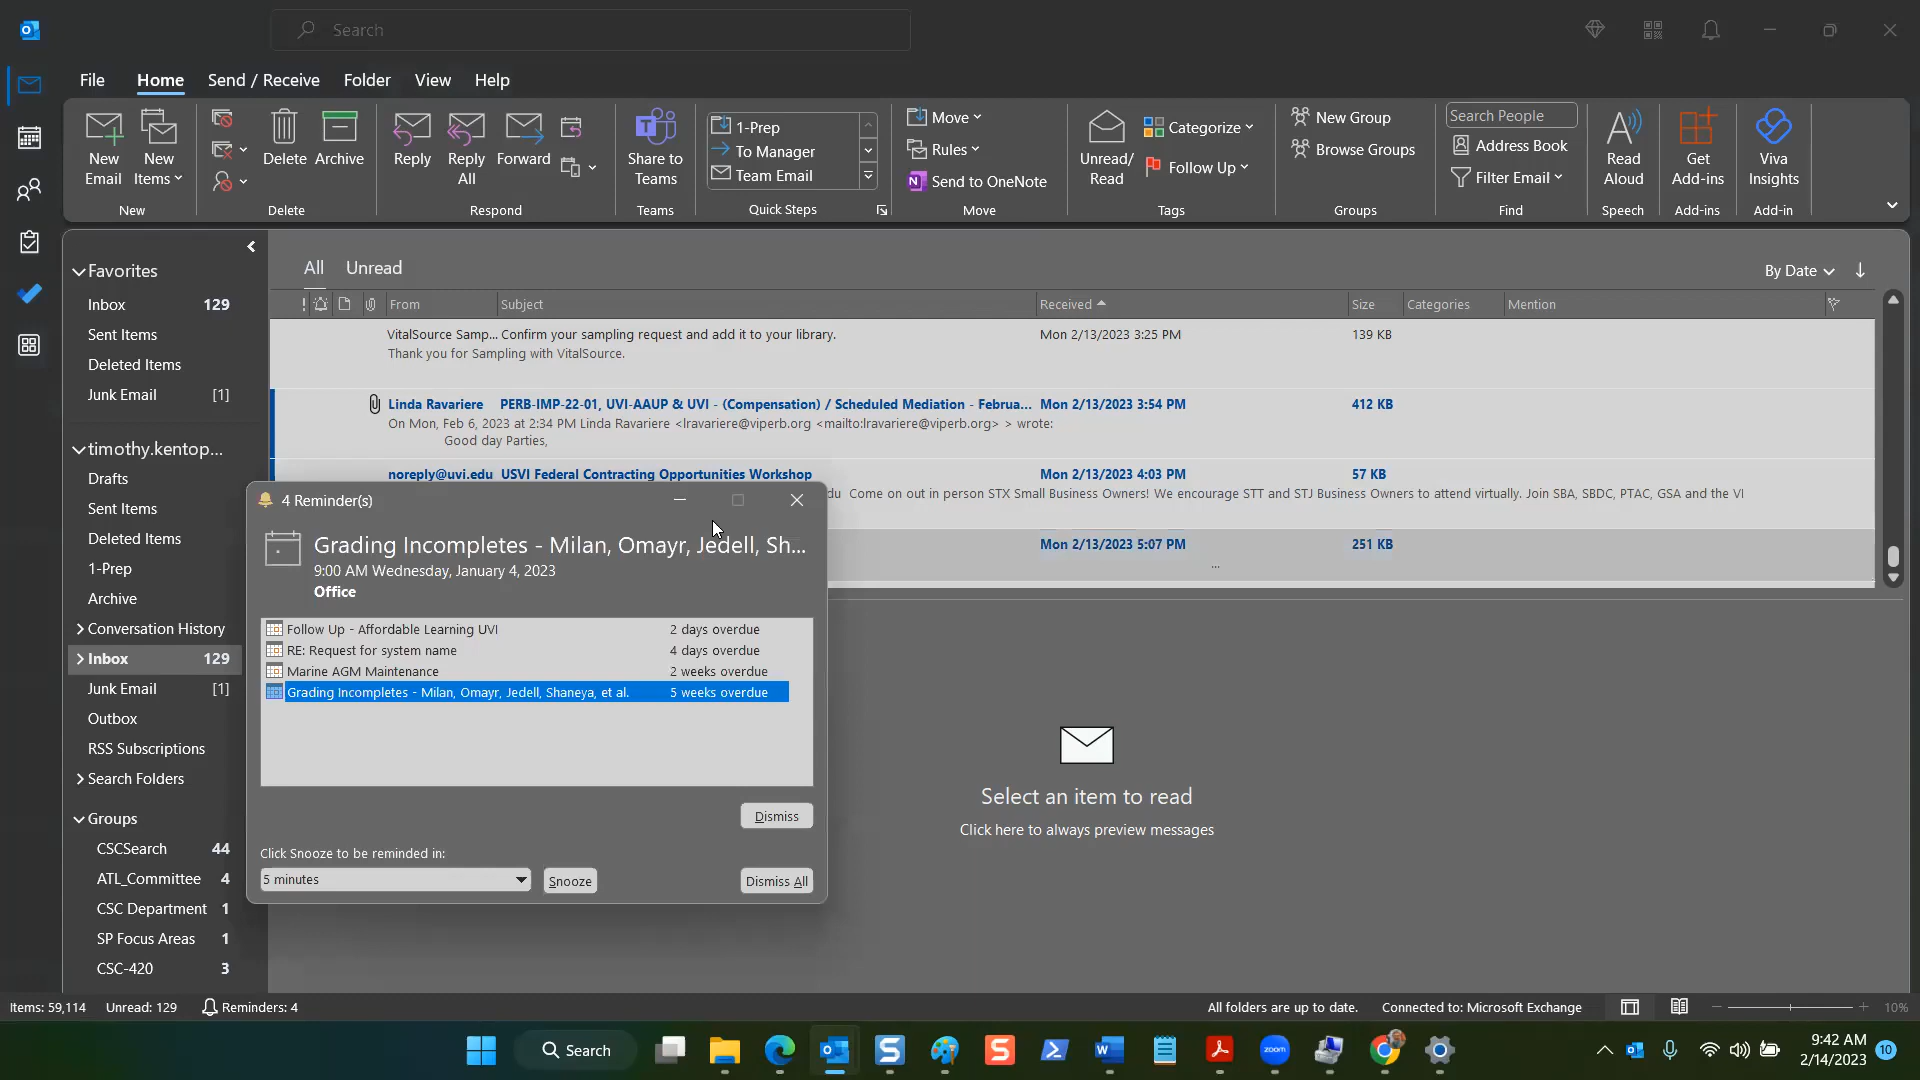 Search
File Home Send / Receive Folder View Help
New Email
New Items
New
Delete
Archive
Delete
Reply
Reply All
Forward
Respond
Share to Teams
Teams
1-Prep
To Manager
Team Email
Quick Steps
Move
Rules
Send to OneNote
Move
Unread/ Read
Categorize
Follow Up
Tags
New Group
Browse Groups
Groups
Search People
Address Book
Filter Email
Find
Read Aloud
Speech
Get Add-ins
Add-ins
Viva Insights
Add-in
Favorites
Inbox 129
Sent Items
Deleted Items
Junk Email [1]
timothy.kentop...
Drafts
Sent Items
Deleted Items
1-Prep
Archive
Conversation History
Inbox 129
Junk Email [1]
Outbox
RSS Subscriptions
Search Folders
Groups
CSCSearch 44
ATL_Committee 4
CSC Department 1
SP Focus Areas 1
CSC-420 3
All Unread
By Date
! From Subject Received Size Categories Mention
VitalSource Samp... Confirm your sampling request and add it to your library. Mon 2/13/2023 3:25 PM 139 KB
Thank you for Sampling with VitalSource.
Linda Ravariere PERB-IMP-22-01, UVI-AAUP & UVI - (Compensation) / Scheduled Mediation - Februa... Mon 2/13/2023 3:54 PM 412 KB
On Mon, Feb 6, 2023 at 2:34 PM Linda Ravariere <lravariere@viperb.org <mailto:lravariere@viperb.org> > wrote:
Good day Parties,
noreply@uvi.edu USVI Federal Contracting Opportunities Workshop Mon 2/13/2023 4:03 PM 57 KB
du Come on out in person STX Small Business Owners! We encourage STT and STJ Business Owners to attend virtually. Join SBA, SBDC, PTAC, GSA and the VI
Mon 2/13/2023 5:07 PM 251 KB
...
4 Reminder(s)
Grading Incompletes - Milan, Omayr, Jedell, Sh...
9:00 AM Wednesday, January 4, 2023
Office
Follow Up - Affordable Learning UVI 2 days overdue
RE: Request for system name 4 days overdue
Marine AGM Maintenance 2 weeks overdue
Grading Incompletes - Milan, Omayr, Jedell, Shaneya, et al. 5 weeks overdue
Dismiss
Click Snooze to be reminded in:
5 minutes Snooze Dismiss All
Select an item to read
Click here to always preview messages
Items: 59,114 Unread: 129 Reminders: 4 All folders are up to date. Connected to: Microsoft Exchange 10%
Search
zoom
9:42 AM
2/14/2023
10